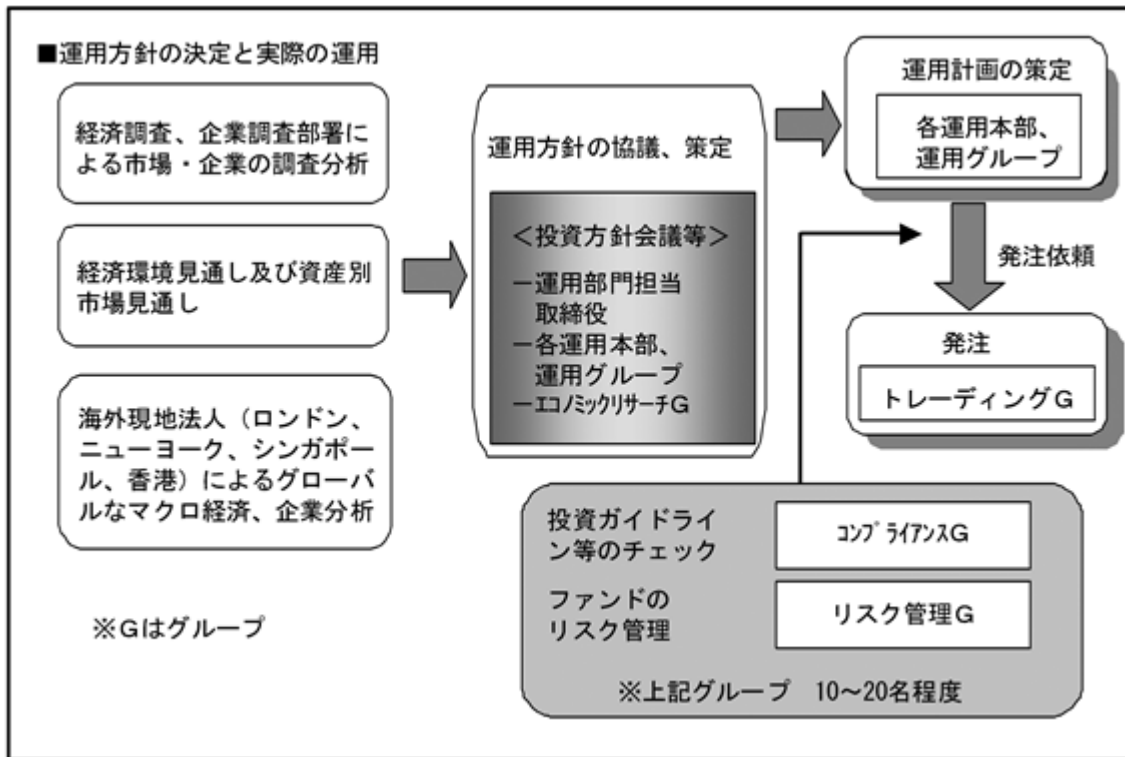 ■運用方針の決定と実際の運用
経済調査、企業調査部署に
よる市場・企業の調査分析
経済環境見通し及び資産別
市場見通し
海外現地法人（ロンドン、
ニューヨーク、シンガポー
ル、香港）によるグローバ
ルなマクロ経済、企業分析
※Gはグループ
運用方針の協議、策定
＜投資方針会議等＞
－運用部門担当
取締役
－各運用本部、
運用グループ
－ｴｺﾉﾐｯｸﾘｻｰﾁG
運用計画の策定
各運用本部、
運用グループ
発注依頼
発注
トレーディングG
投資ガイドライ
ン等のチェック
ｺﾝﾌﾟﾗｲｱﾝｽG
ファンドの
リスク管理
リスク管理G
※上記グループ　10～20名程度